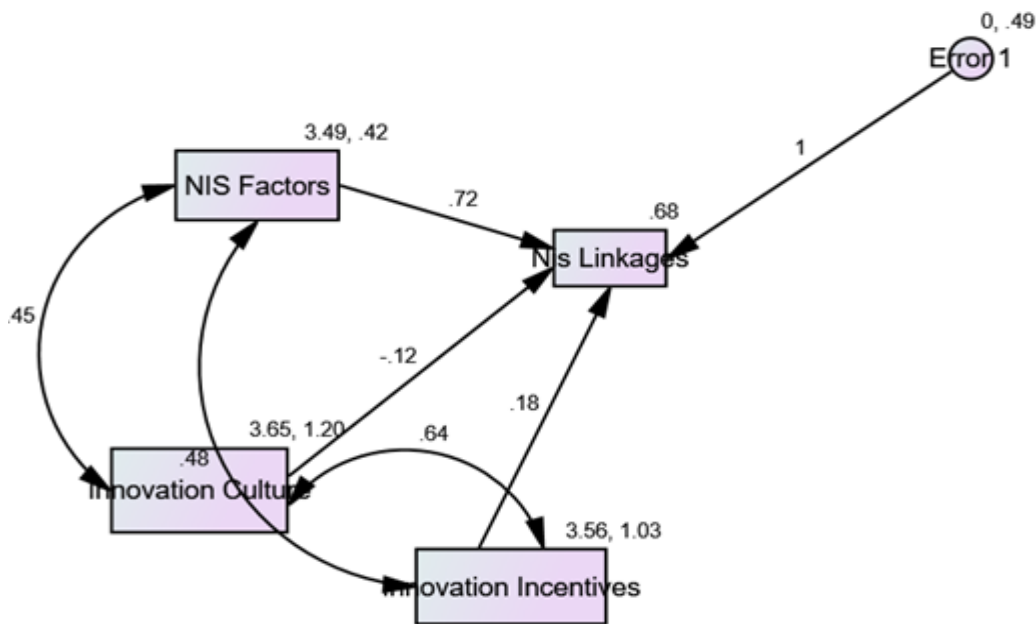 0, .49
Error 1
1
3.49, .42
NIS Factors
.72
.68
Nis Linkages
.45
-.12
.18
3.65, 1.20
.64
.48
Innovation Culture
3.56, 1.03
Innovation Incentives